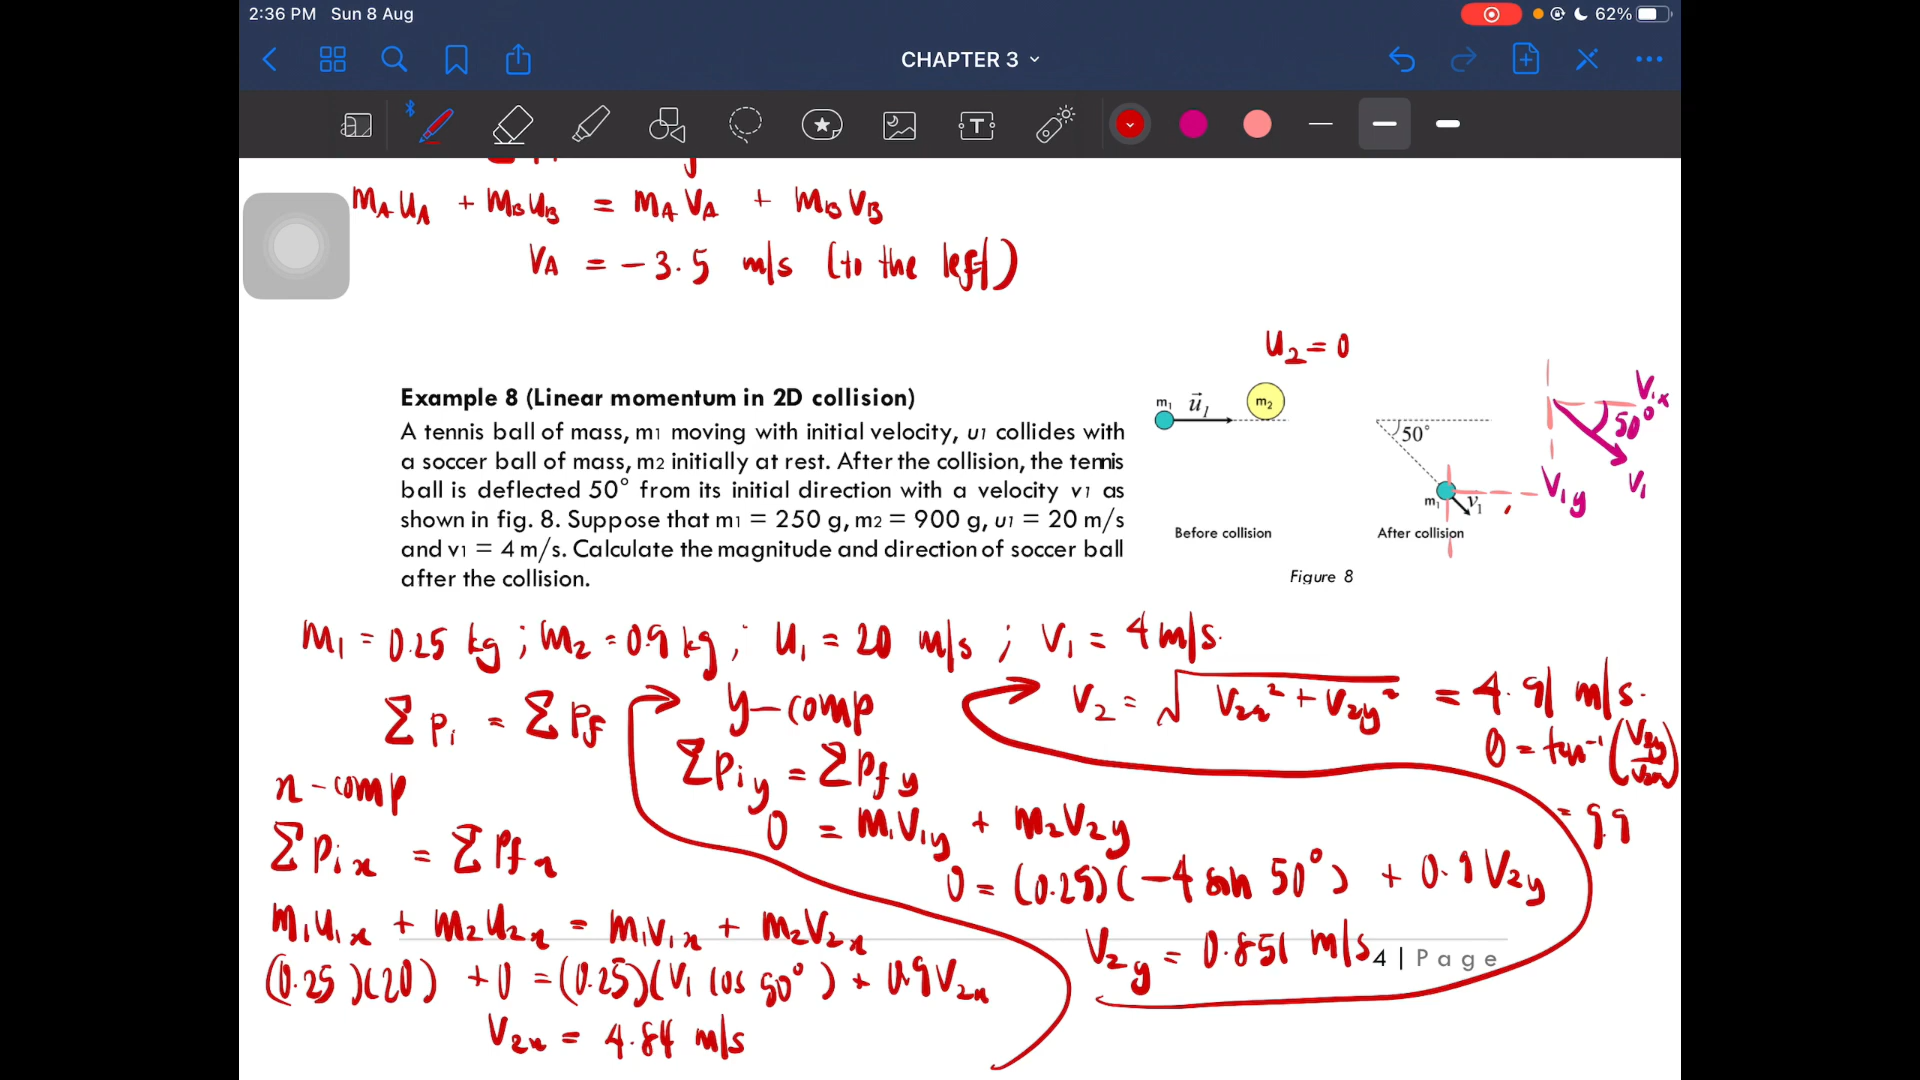 2:36 PM Sun 8 Aug
62%
CHAPTER 3
mAuA + mBuB = mAVA + mBVB
VA = -3.5 m/s (to the left)
u2 = 0
Example 8 (Linear momentum in 2D collision)
A tennis ball of mass, m1 moving with initial velocity, u1 collides with
a soccer ball of mass, m2 initially at rest. After the collision, the tennis
ball is deflected 50° from its initial direction with a velocity v1 as
shown in fig. 8. Suppose that m1 = 250 g, m2 = 900 g, u1 = 20 m/s
and v1 = 4 m/s. Calculate the magnitude and direction of soccer ball
after the collision.
m1 u⃗1 m2
Before collision
50°
m1 v1
After collision
V1x
50°
V1y V1
Figure 8
m1 = 0.25 kg ; m2 = 0.9 kg ; u1 = 20 m/s ; V1 = 4 m/s.
Σpi = Σpf
x-comp
Σpix = Σpfx
m1u1x + m2u2x = m1v1x + m2v2x
(0.25)(20) + 0 = (0.25)(V1 cos 50°) + 0.9V2x
V2x = 4.84 m/s
y-comp
Σpiy = Σpfy
0 = m1V1y + m2V2y
0 = (0.25)(-4 sin 50°) + 0.9V2y
V2y = 0.851 m/s
V2 = √V2x² + V2y² = 4.91 m/s.
θ = tan⁻¹(V2y/V2x)
= 9.9
4 | Page